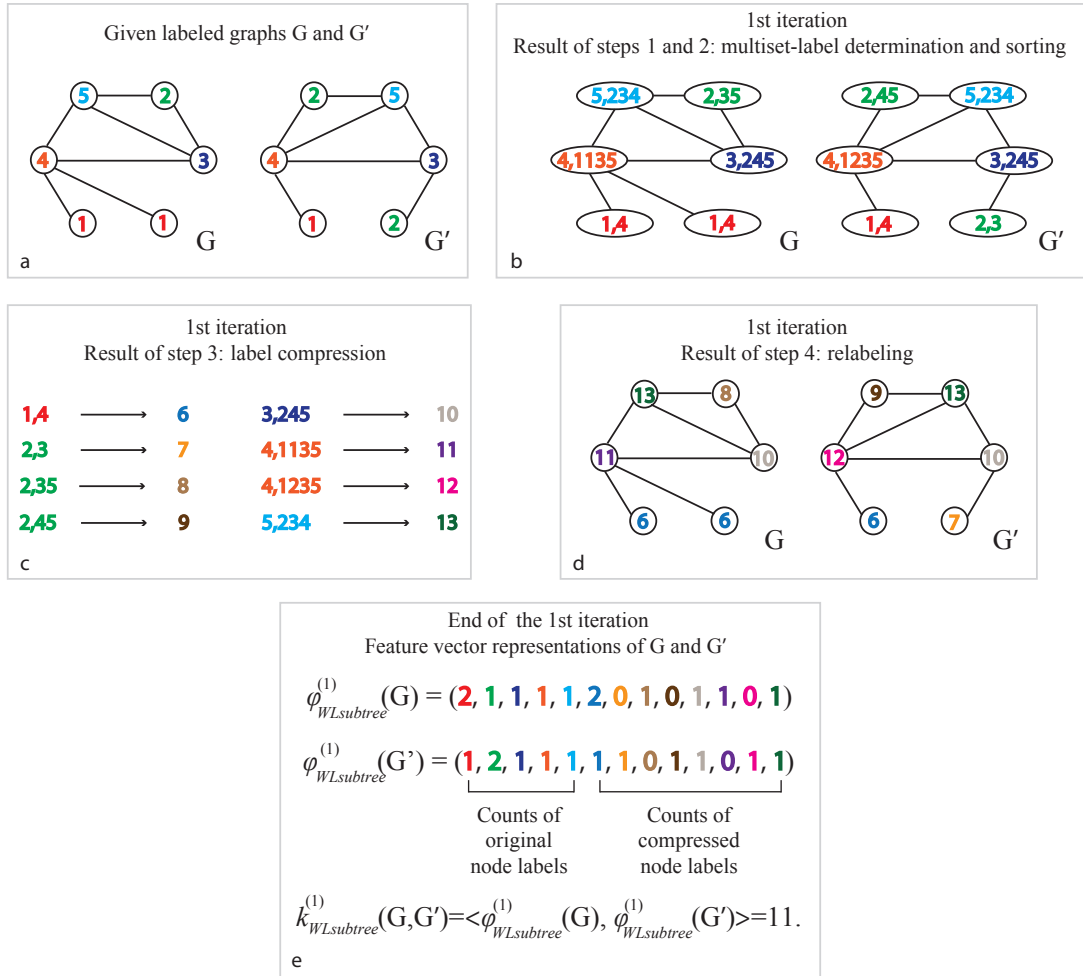 Given labeled graphs G and G′
5 2 2 5
4 3 4 3
1 1 1 2
G G′
a
1st iteration
Result of steps 1 and 2: multiset-label determination and sorting
5,234 2,35 2,45 5,234
4,1135 3,245 4,1235 3,245
1,4 1,4 1,4 2,3
G G′
b
1st iteration
Result of step 3: label compression
1,4 6 3,245 10
2,3 7 4,1135 11
2,35 8 4,1235 12
2,45 9 5,234 13
c
1st iteration
Result of step 4: relabeling
13 8 9 13
11 10 12 10
6 6 6 7
G G′
d
End of the 1st iteration
Feature vector representations of G and G′
φ(1)WLsubtree(G) = (2, 1, 1, 1, 1, 2, 0, 1, 0, 1, 1, 0, 1)
φ(1)WLsubtree(G’) = (1, 2, 1, 1, 1, 1, 1, 0, 1, 1, 0, 1, 1)
Counts of Counts of
original compressed
node labels node labels
k(1)WLsubtree(G,G′)=<φ(1)WLsubtree(G), φ(1)WLsubtree(G′)>=11.
e